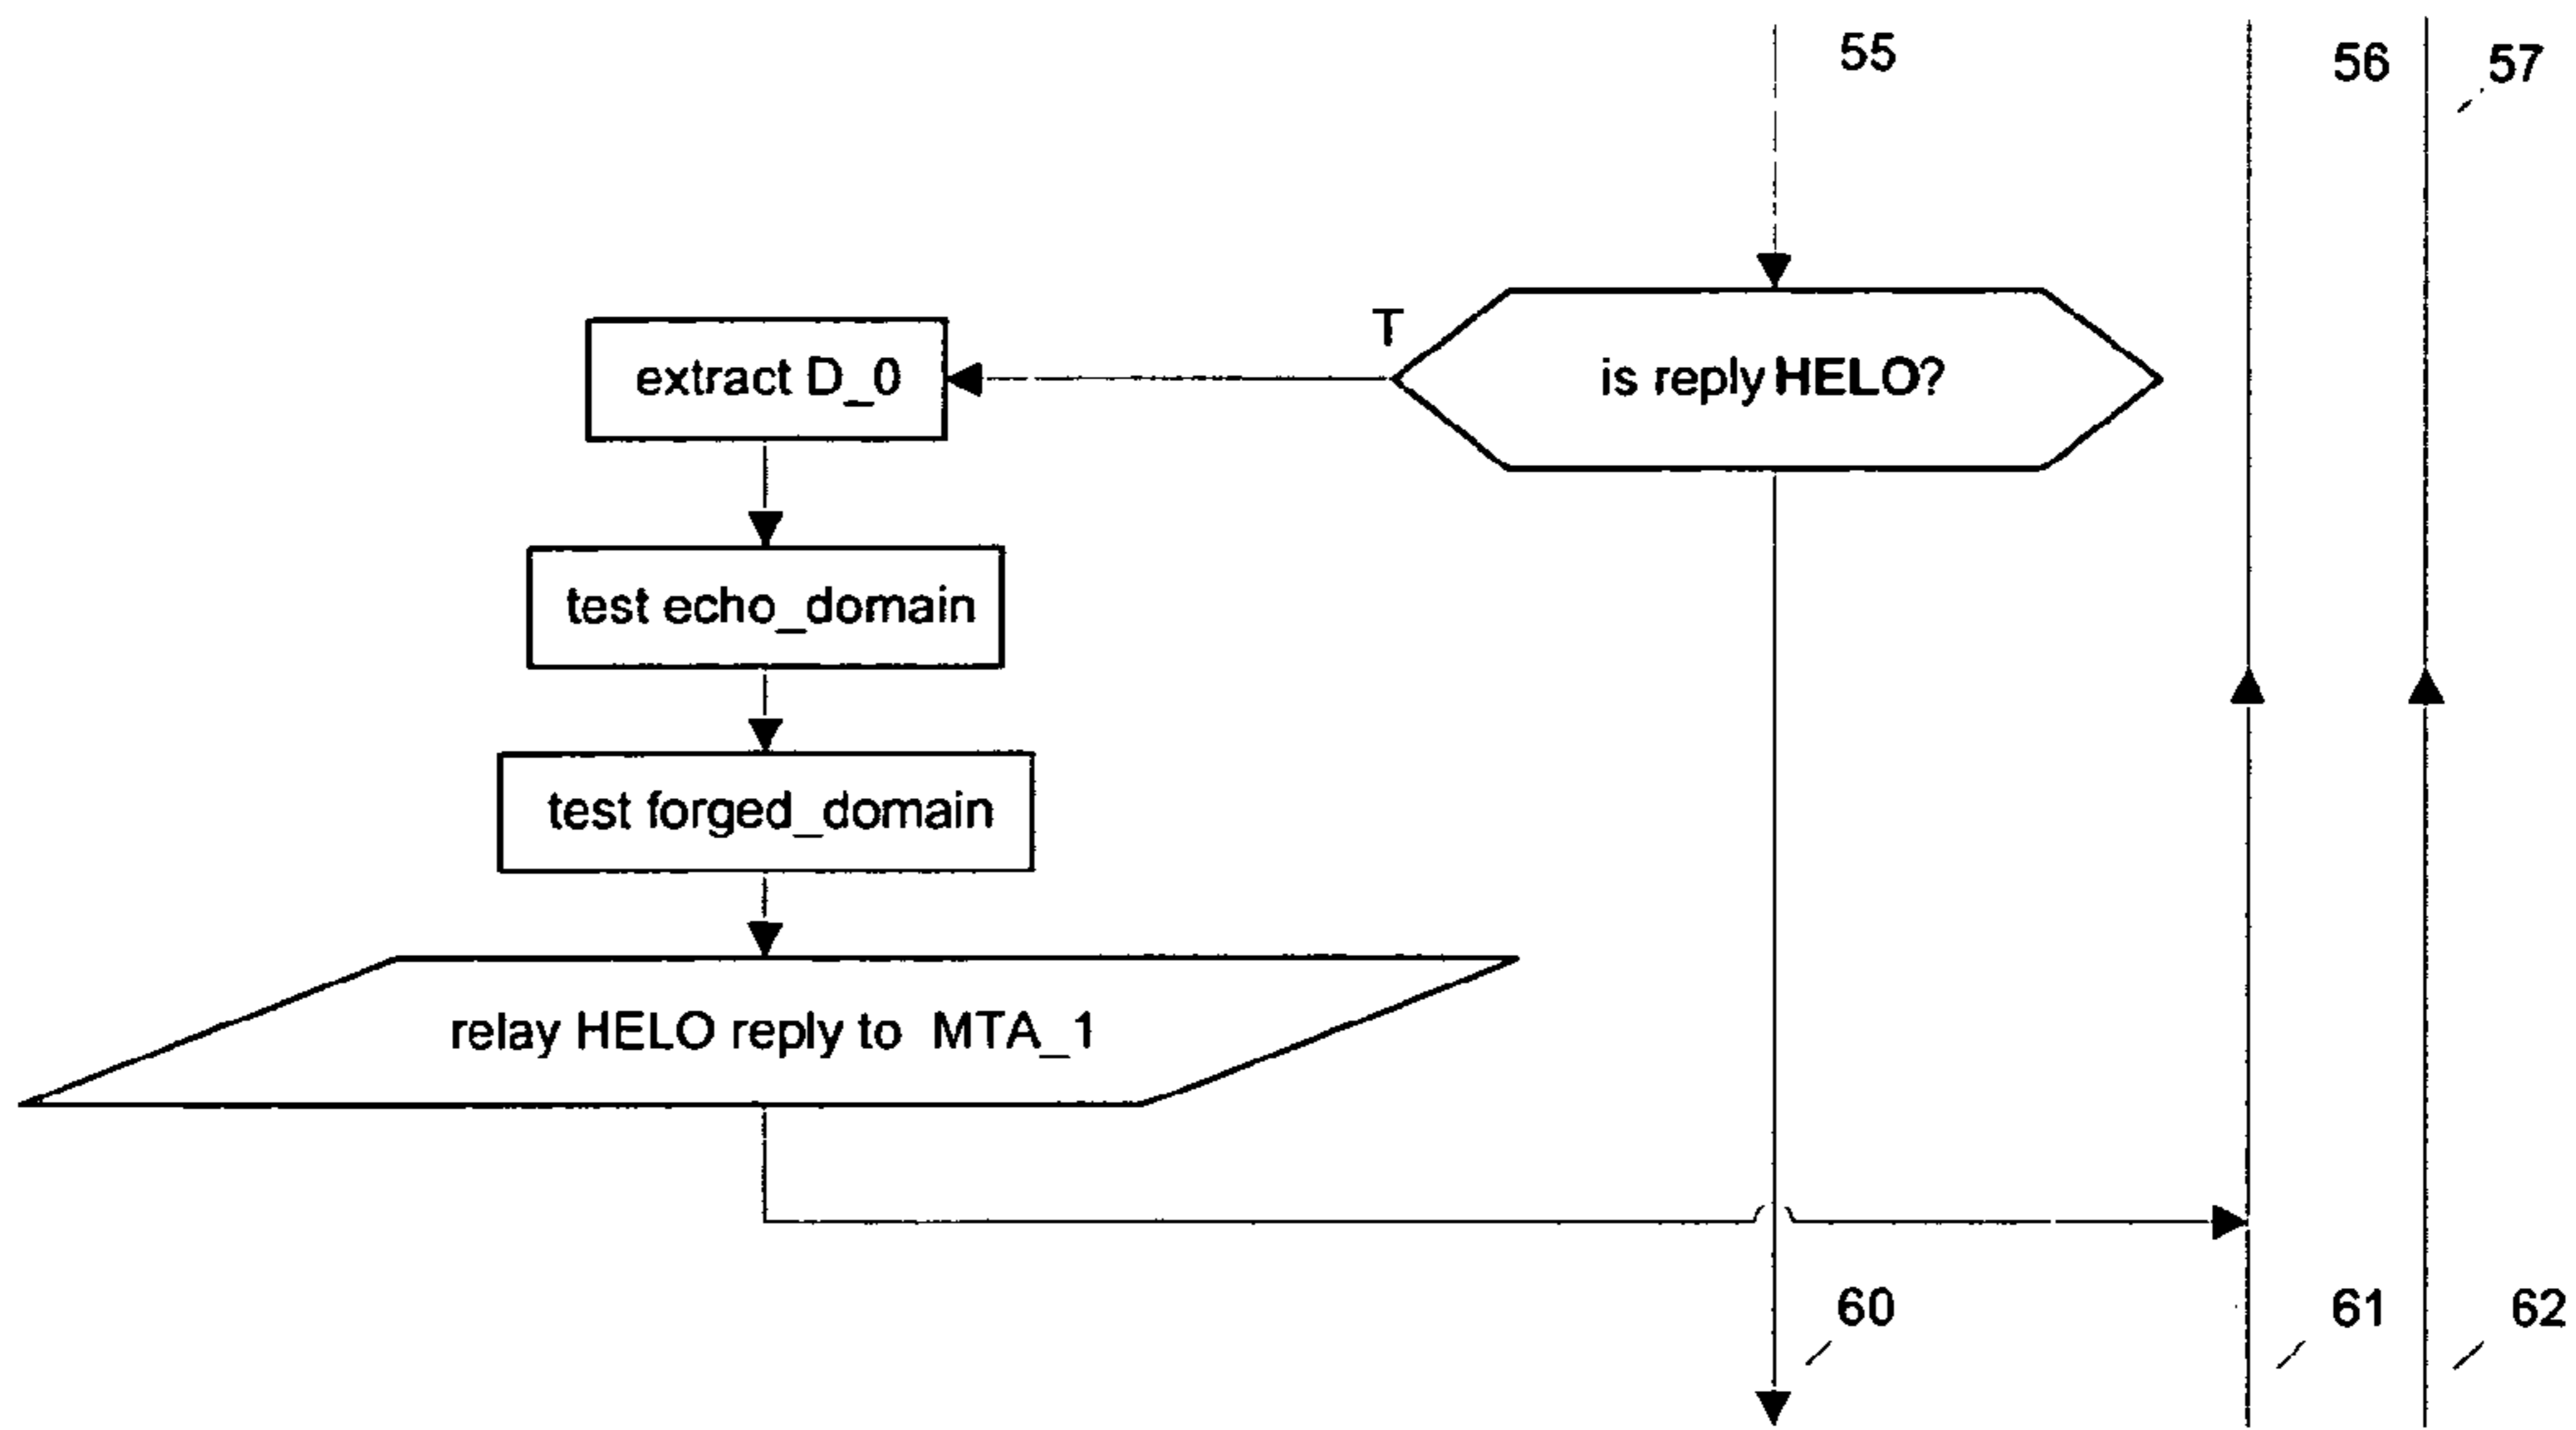 55
56
57
T
is reply HELO?
extract D_0
test echo_domain
test forged_domain
relay HELO reply to MTA_1
60
61
62